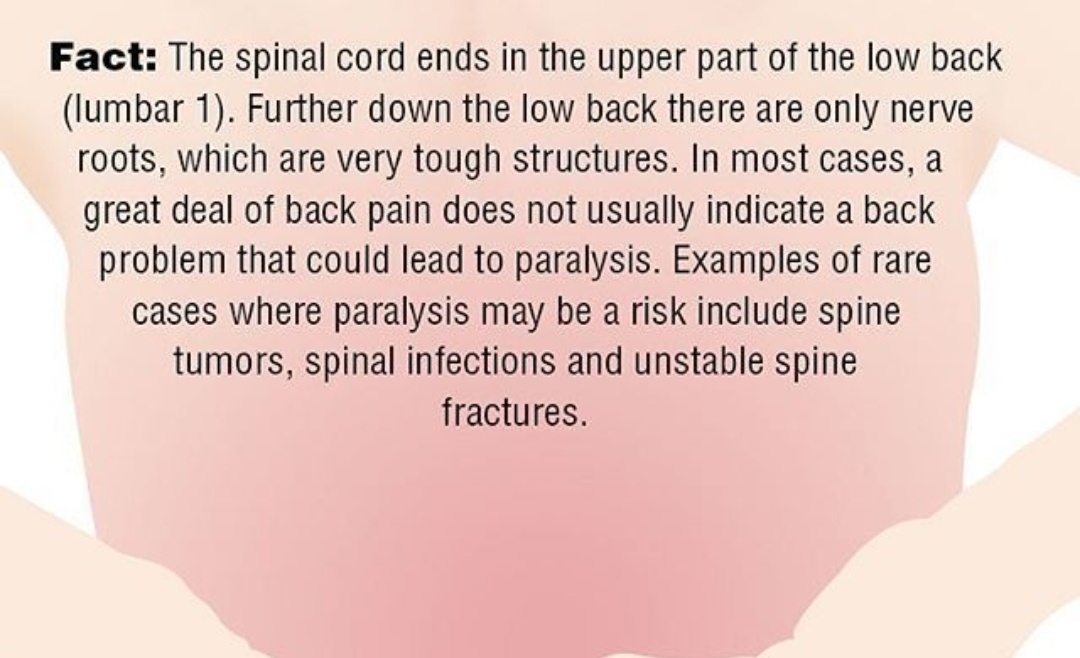 Fact: The spinal cord ends in the upper part of the low back
(lumbar 1). Further down the low back there are only nerve
roots, which are very tough structures. In most cases, a
great deal of back pain does not usually indicate a back
problem that could lead to paralysis. Examples of rare
cases where paralysis may be a risk include spine
tumors, spinal infections and unstable spine
fractures.